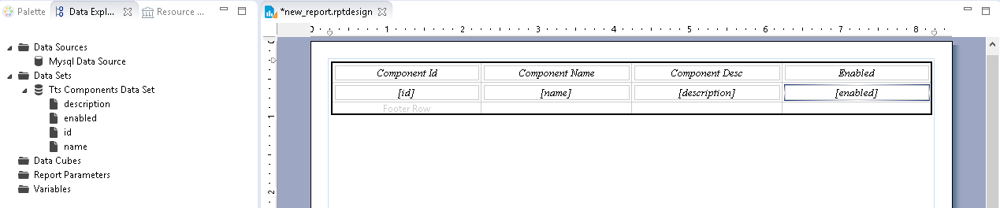 Palette Data Expl... Resource ...
*new_report.rptdesign
0 1 2 3 4 5 6 7 8
Data Sources
Mysql Data Source
Data Sets
Tts Components Data Set
description
enabled
id
name
Data Cubes
Report Parameters
Variables
0
1
2
Component Id Component Name Component Desc Enabled
[id] [name] [description] [enabled]
Footer Row